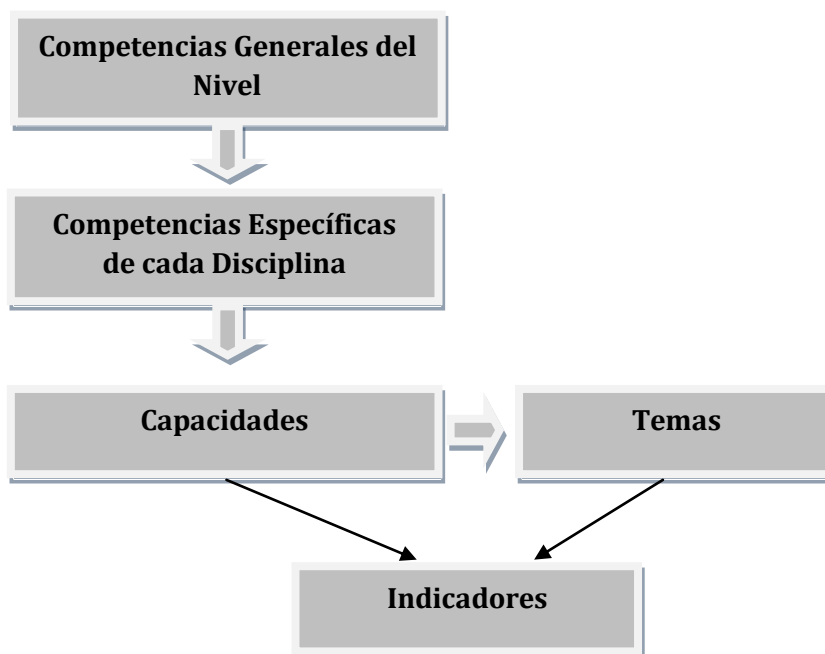 Competencias Generales del
Nivel
Competencias Específicas
de cada Disciplina
Capacidades
Temas
Indicadores